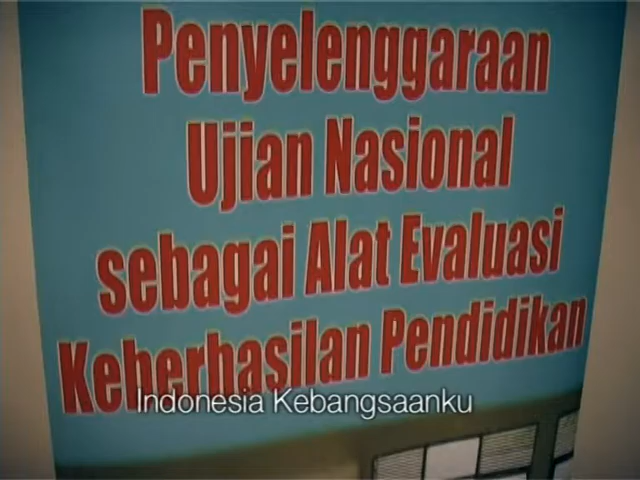 Penyelenggaraan
Ujian Nasional
sebagai Alat Evaluasi
Keberhasilan Pendidikan
Indonesia Kebangsaanku